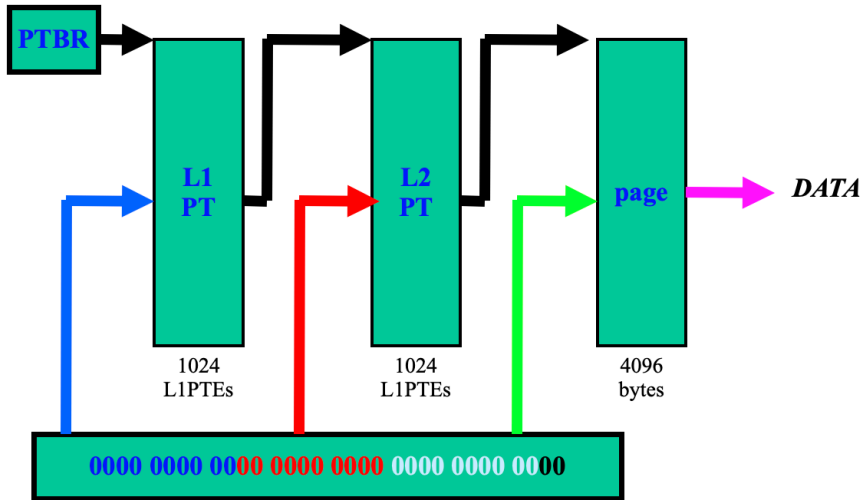 PTBR
L1
PT
L2
PT
page
DATA
1024
L1PTEs
1024
L1PTEs
4096
bytes
0000 0000 0000 0000 0000 0000 0000 0000